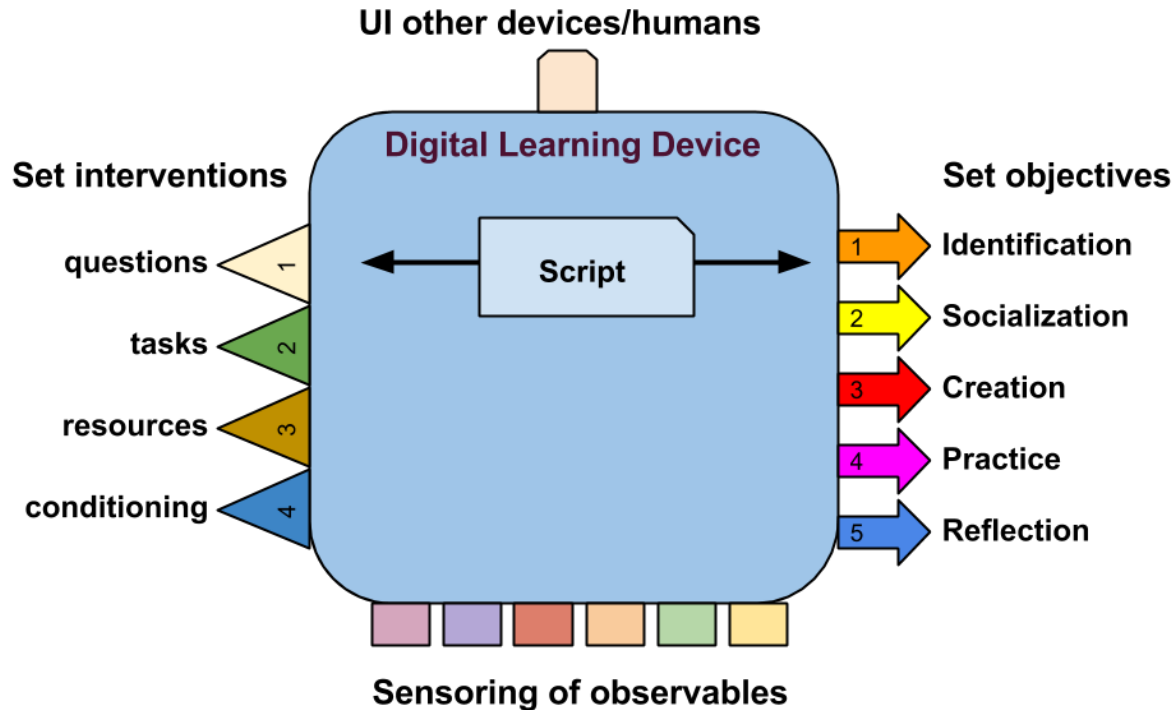 UI other devices/humans
Digital Learning Device
Set interventions
Set objectives
questions
1
tasks
2
resources
3
conditioning
4
Script
1
Identification
2
Socialization
3
Creation
4
Practice
5
Reflection
Sensoring of observables